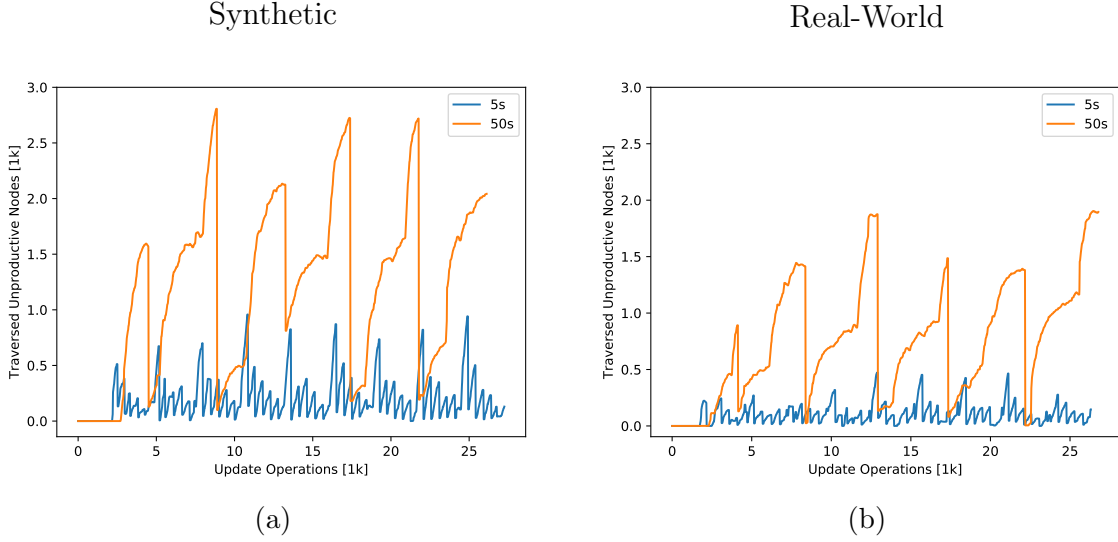 Synthetic
Real-World
3.0
2.5
2.0
1.5
1.0
0.5
0.0
Traversed Unproductive Nodes [1k]
5s
50s
0
5
10
15
20
25
Update Operations [1k]
(a)
3.0
2.5
2.0
1.5
1.0
0.5
0.0
Traversed Unproductive Nodes [1k]
5s
50s
0
5
10
15
20
25
Update Operations [1k]
(b)